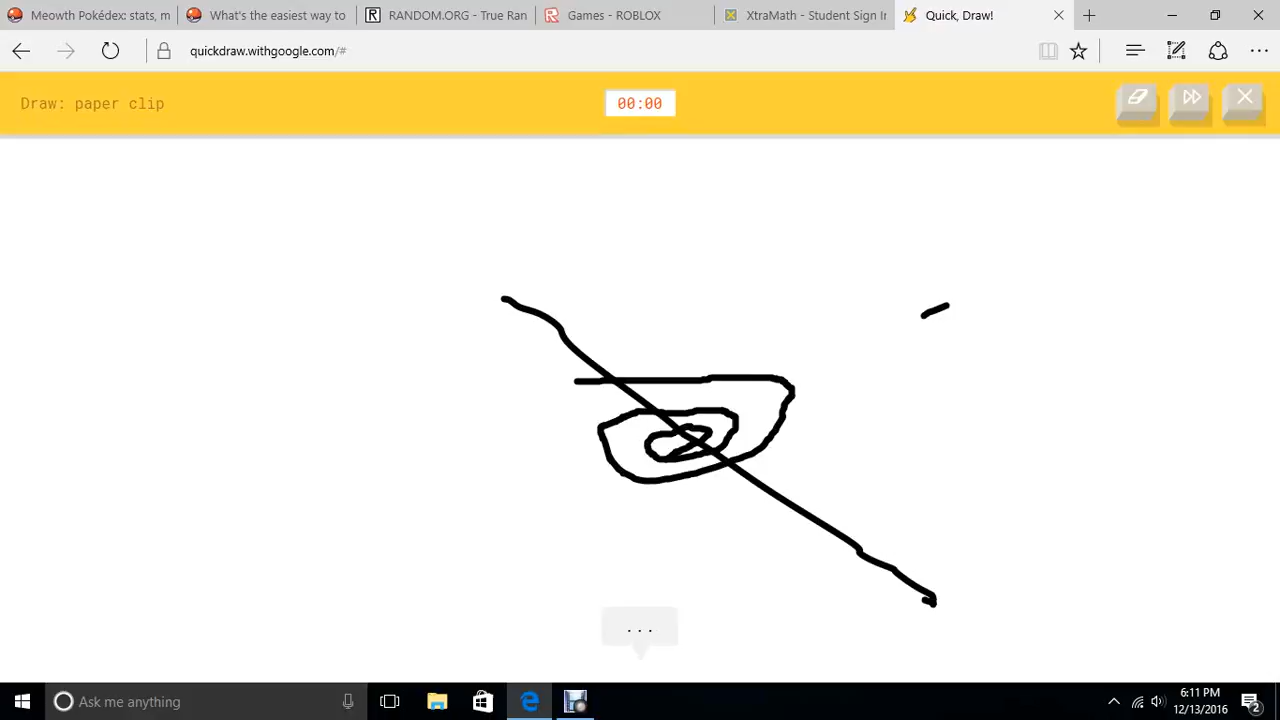 Meowth Pokédex: stats, m
What's the easiest way to
RANDOM.ORG - True Ran
Games - ROBLOX
XtraMath - Student Sign In
Quick, Draw!
quickdraw.withgoogle.com/#
Draw: paper clip
00:00
...
Ask me anything
6:11 PM
12/13/2016
2